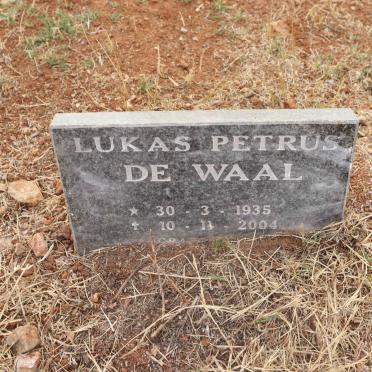 LUKAS PETRUS
DE WAAL
★ 30 - 3 - 1935
✝ 10 - 11 - 2004